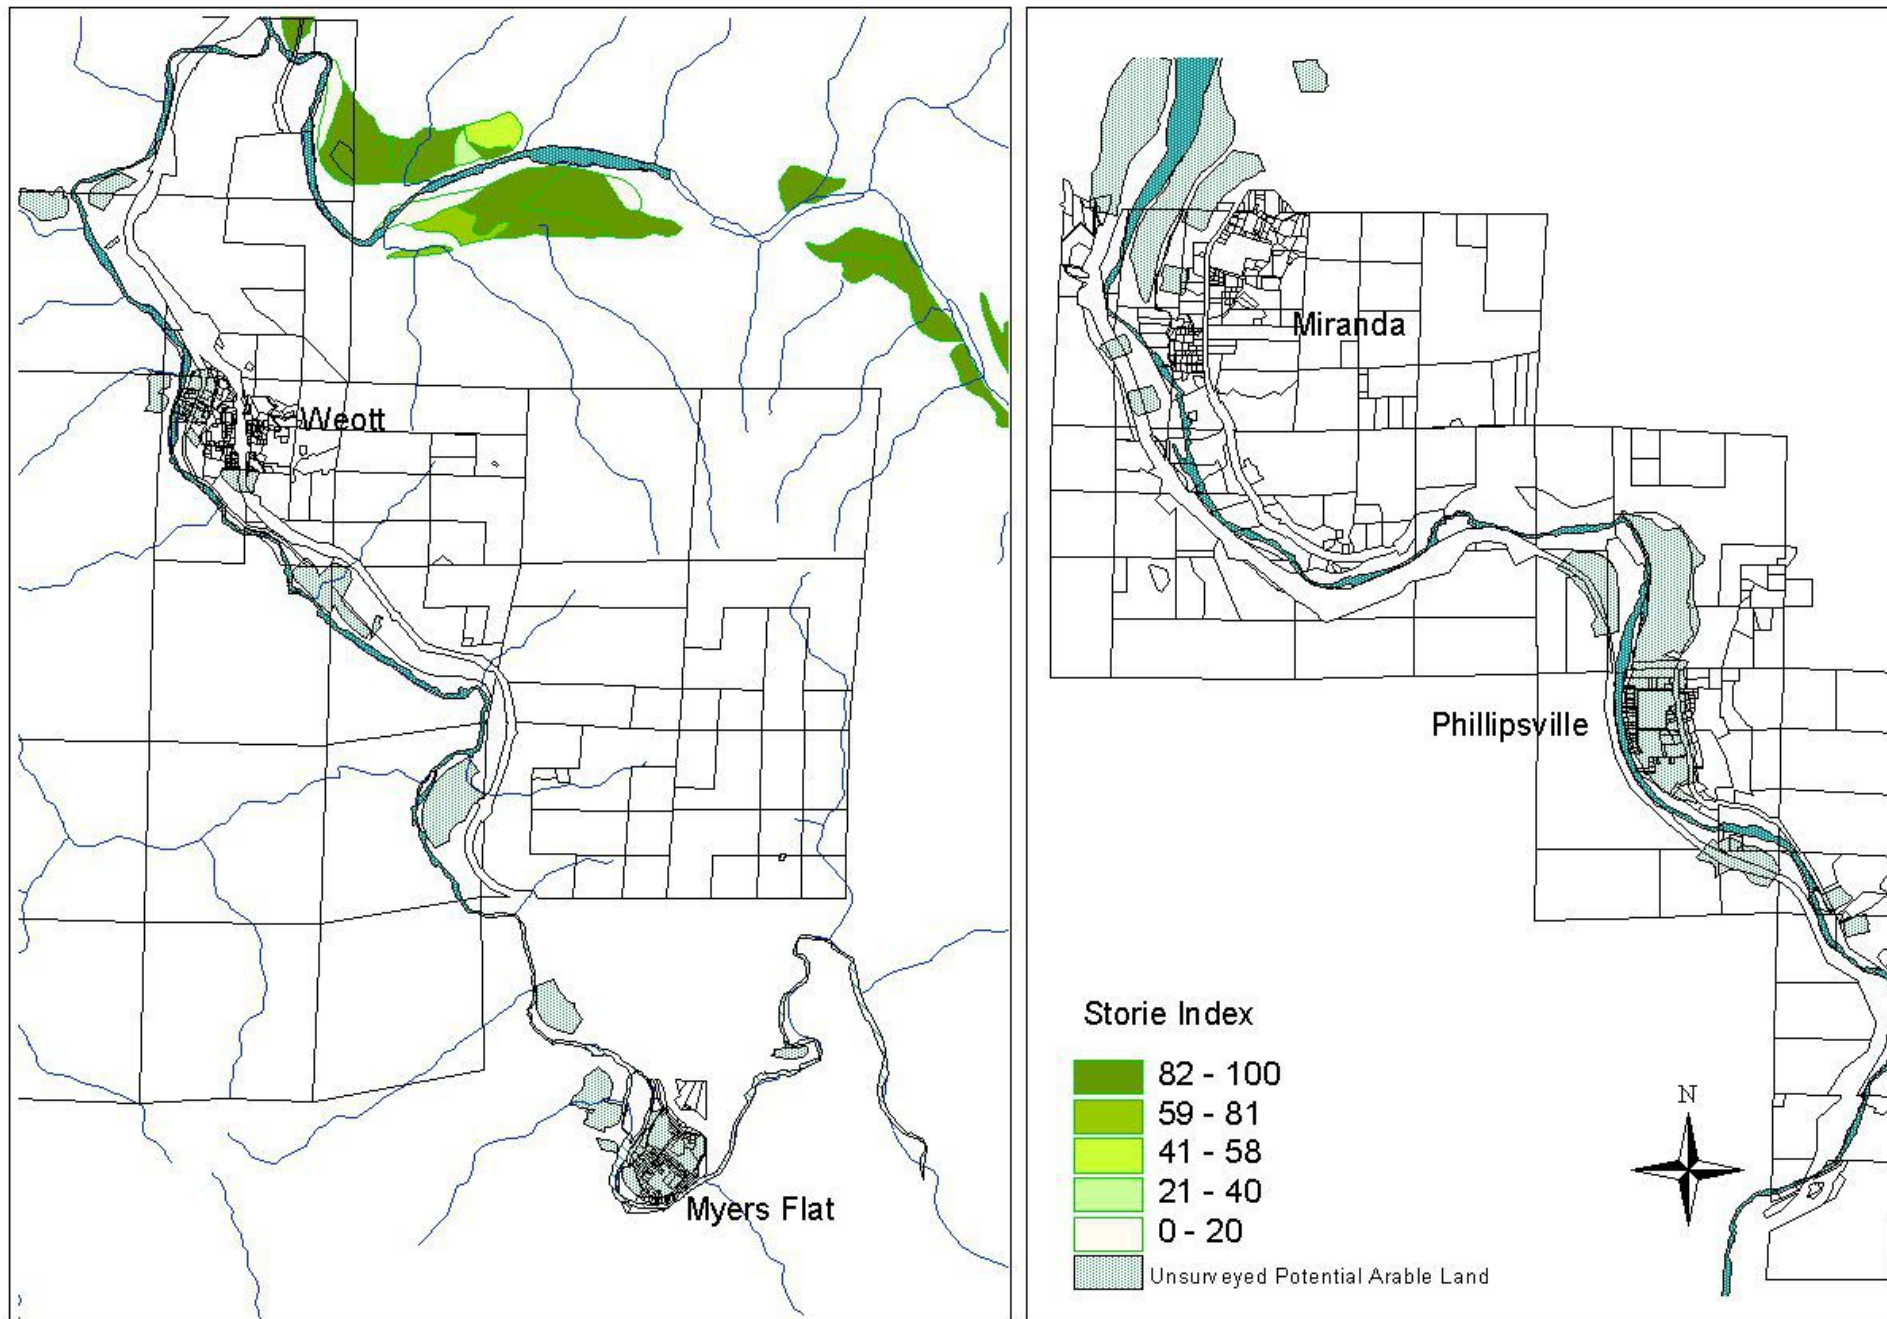 Weott
Myers Flat
Miranda
Phillipsville
Storie Index
82 - 100
59 - 81
41 - 58
21 - 40
0 - 20
Unsurveyed Potential Arable Land
N